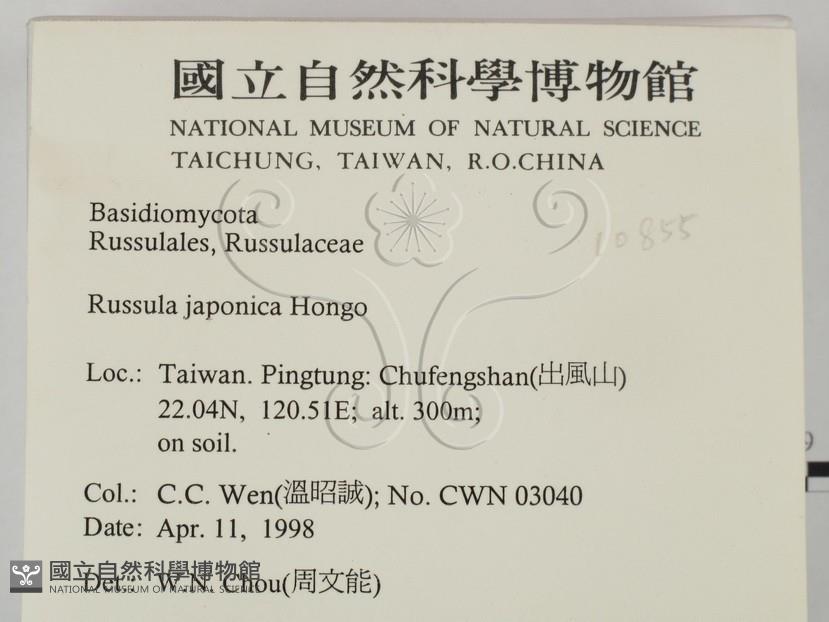 國立自然科學博物館
NATIONAL MUSEUM OF NATURAL SCIENCE
TAICHUNG, TAIWAN, R.O.CHINA
Basidiomycota
Russulales, Russulaceae
10855
Russula japonica Hongo
Loc.: Taiwan. Pingtung: Chufengshan(出風山)
22.04N, 120.51E; alt. 300m;
on soil.
Col.: C.C. Wen(溫昭誠); No. CWN 03040
Date: Apr. 11, 1998
Det.: W.N. Chou(周文能)
國立自然科學博物館
NATIONAL MUSEUM OF NATURAL SCIENCE
9